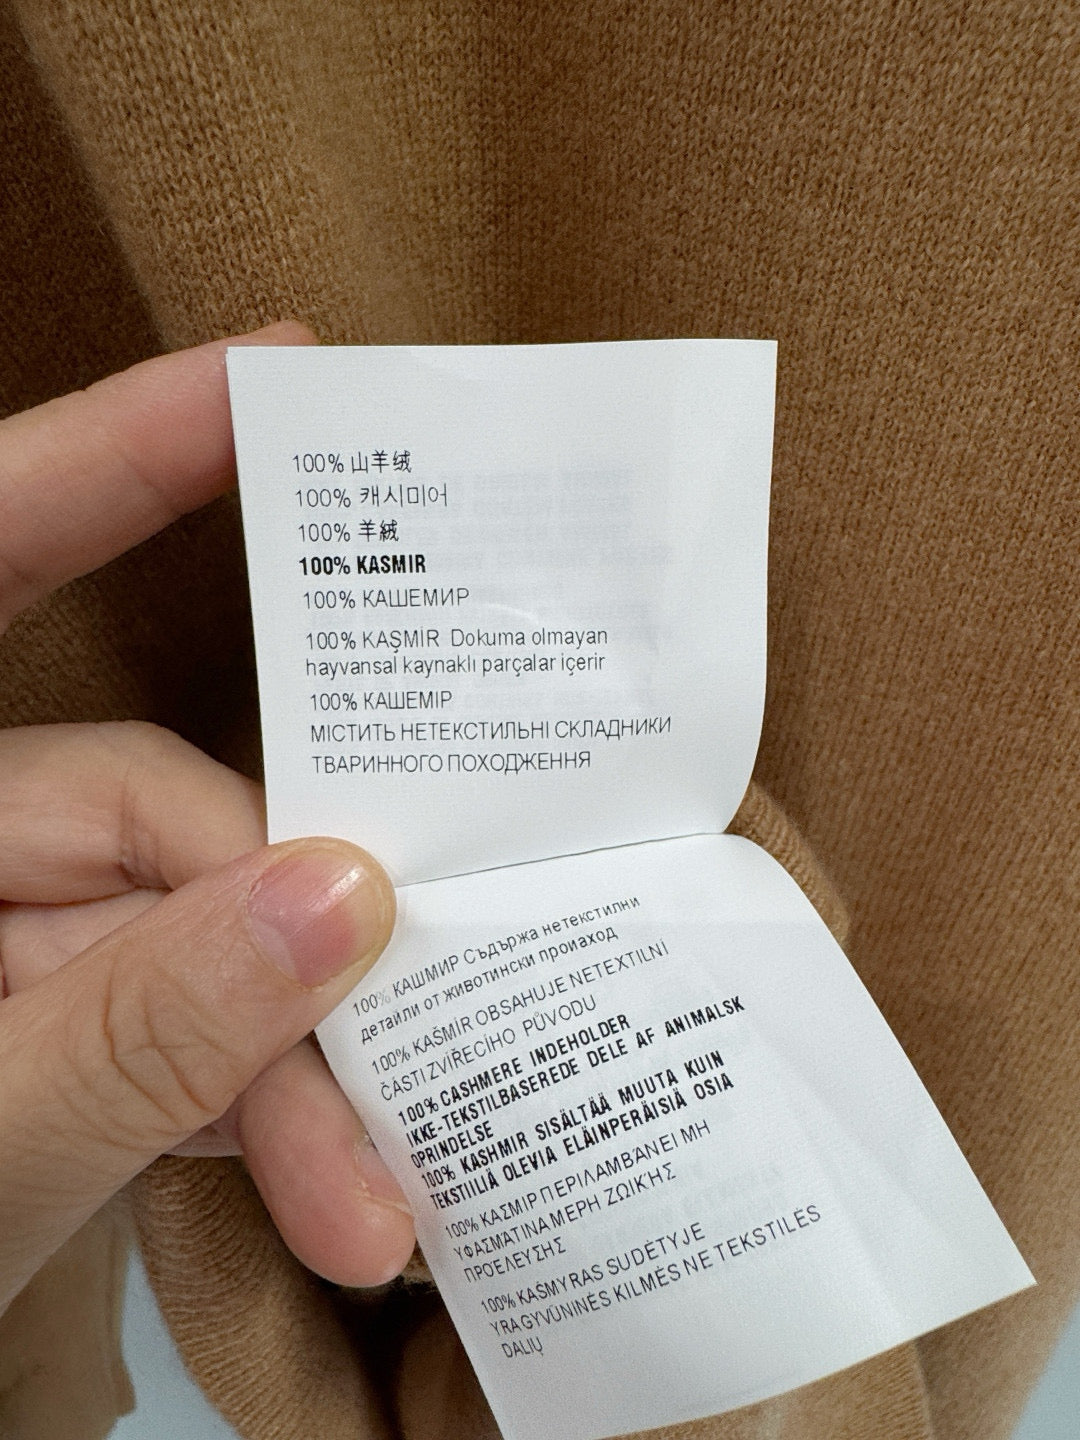 100% 山羊绒
100% 캐시미어
100% 羊絨
100% KASMIR
100% КАШЕМИР
100% KAŞMİR Dokuma olmayan
hayvansal kaynaklı parçalar içerir
100% КАШЕМІР
МІСТИТЬ НЕТЕКСТИЛЬНІ СКЛАДНИКИ
ТВАРИННОГО ПОХОДЖЕННЯ
100% КАШМИР Съдържа нетекстилни
детайли от животински произход
100% KAŠMÍR OBSAHUJE NETEXTILNÍ
ČÁSTI ZVÍŘECÍHO PŮVODU
100% CASHMERE INDEHOLDER
IKKE-TEKSTILBASEREDE DELE AF ANIMALSK
OPRINDELSE
100% KASHMIR SISÄLTÄÄ MUUTA KUIN
TEKSTIILIÄ OLEVIA ELÄINPERÄISIÄ OSIA
100% ΚΑΣΜΙΡ ΠΕΡΙΛΑΜΒΆΝΕΙ ΜΗ
ΥΦΑΣΜΑΤΙΝΑ ΜΕΡΗ ΖΩΙΚΉΣ
ΠΡΟΕΛΕΥΣΗΣ
100% KAŠMYRAS SUDĖTYJE
YRA GYVŪNINĖS KILMĖS NE TEKSTILĖS
DALIŲ